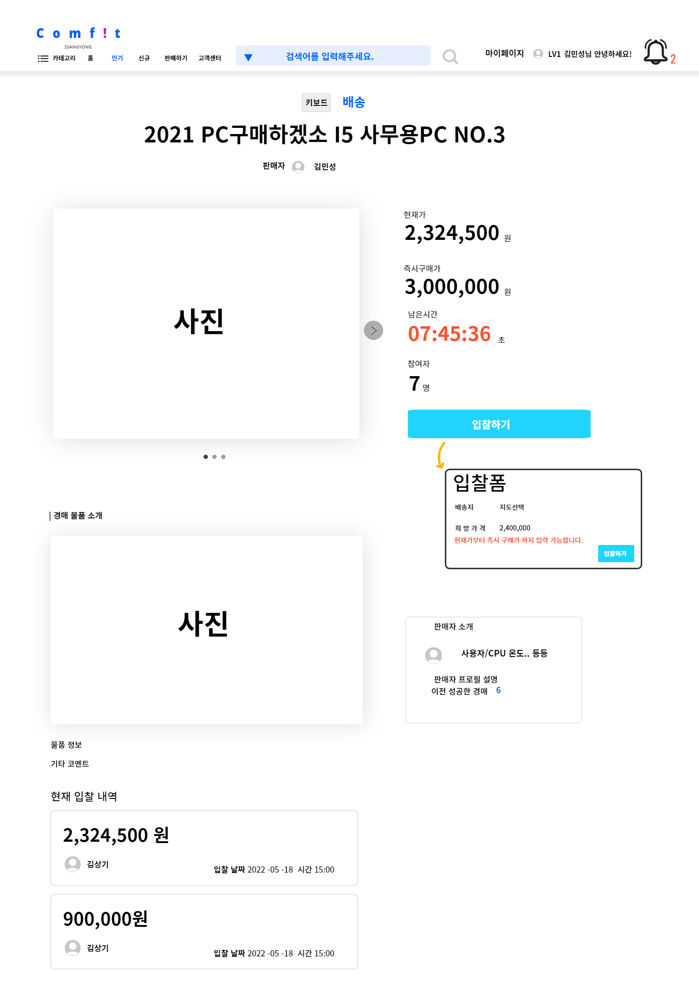 Comf!t
SSANGYONG
카테고리 홈 인기 신규 판매하기 고객센터
▼ 검색어를 입력해주세요.
마이페이지 LV1 김민성님 안녕하세요! 2
키보드 배송
2021 PC구매하겠소 I5 사무용PC NO.3
판매자 김민성
사진
현재가
2,324,500 원
즉시구매가
3,000,000 원
남은시간
07:45:36 초
참여자
7 명
입찰하기
입찰폼
배송지 지도선택
희 망 가 격 2,400,000
현재가부터 즉시 구매가 까지 입력 가능합니다.
입찰하기
| 경매 물품 소개
사진
판매자 소개
사용자/CPU 온도.. 등등
판매자 프로필 설명
이전 성공한 경매 6
물품 정보
기타 코멘트
현재 입찰 내역
2,324,500 원
김상기
입찰 날짜 2022 -05 -18 시간 15:00
900,000원
김상기
입찰 날짜 2022 -05 -18 시간 15:00